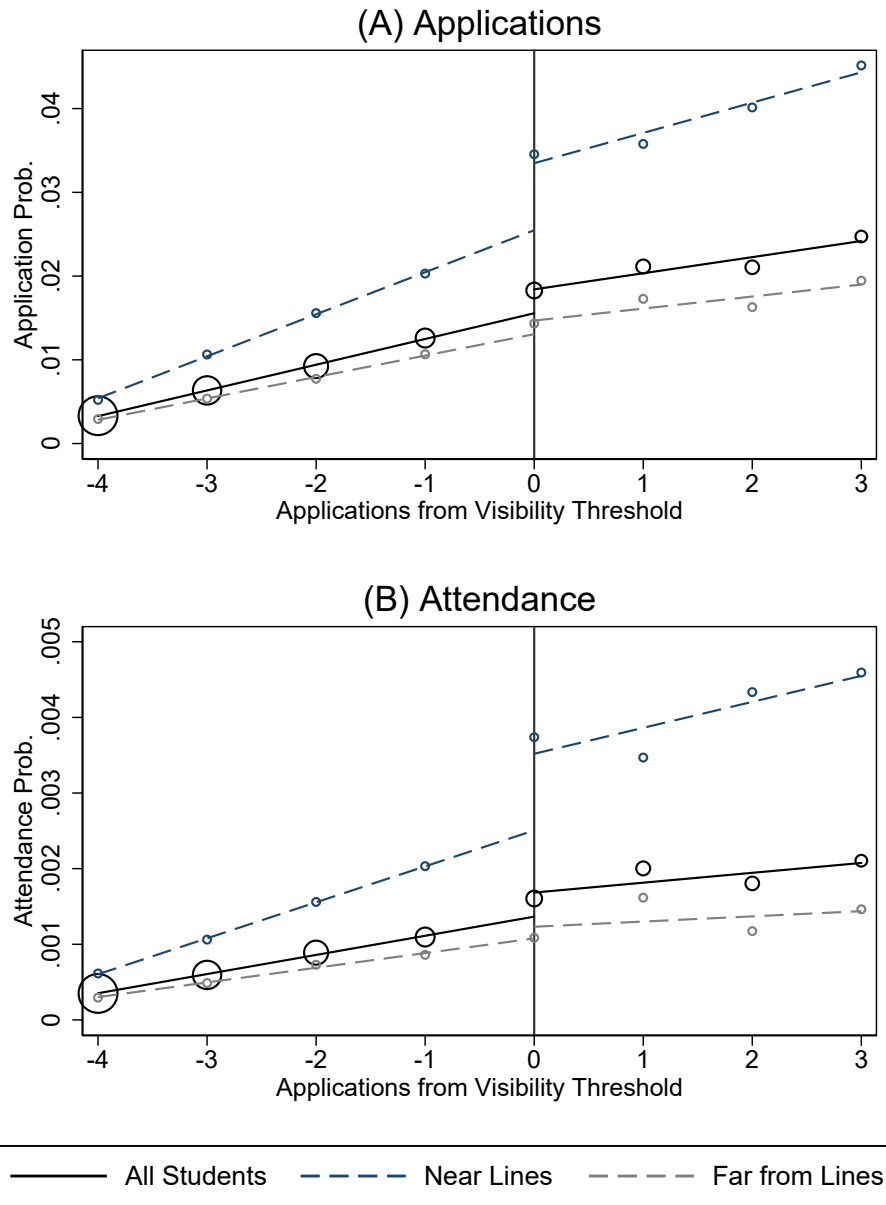 (A) Applications
Application Prob.
.04
.03
.02
.01
0
-4 -3 -2 -1 0 1 2 3
Applications from Visibility Threshold
(B) Attendance
Attendance Prob.
.005
.004
.003
.002
.001
0
-4 -3 -2 -1 0 1 2 3
Applications from Visibility Threshold
All Students Near Lines Far from Lines